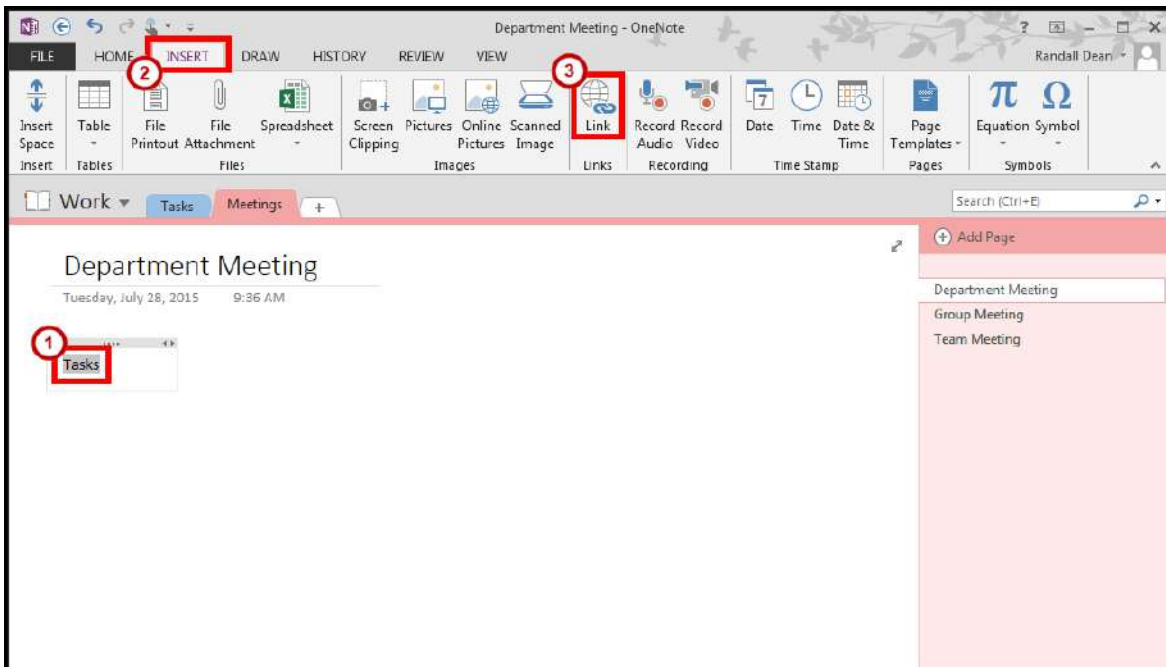 Department Meeting - OneNote
FILE HOME INSERT DRAW HISTORY REVIEW VIEW Randall Dean
2 3
Insert Space Table File Printout File Attachment Spreadsheet Screen Clipping Pictures Online Pictures Scanned Image Link Record Audio Record Video Date Time Date & Time Page Templates Equation Symbol
Insert Tables Files Images Links Recording Time Stamp Pages Symbols
Work Tasks Meetings + Search (Ctrl+E)
Add Page
Department Meeting
Tuesday, July 28, 2015 9:36 AM
Department Meeting
Group Meeting
Team Meeting
1
Tasks